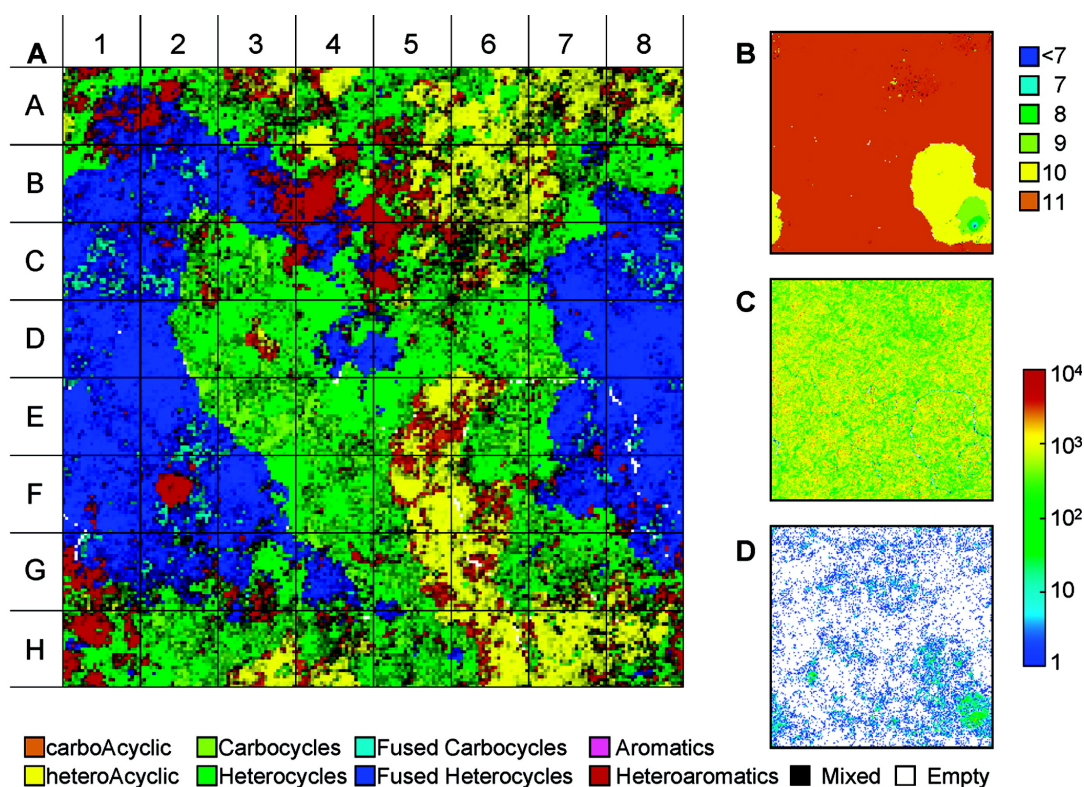 A 1 2 3 4 5 6 7 8
A
B
C
D
E
F
G
H
B
<7
7
8
9
10
11
C
D
10⁴
10³
10²
10
1
carboAcyclic Carbocycles Fused Carbocycles Aromatics
heteroAcyclic Heterocycles Fused Heterocycles Heteroaromatics Mixed Empty